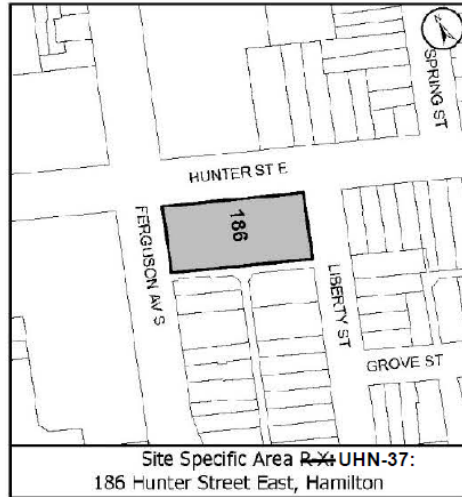 SPRING ST
HUNTER ST E
186
FERGUSON AV S
LIBERTY ST
GROVE ST
Site Specific Area R-X: UHN-37:
186 Hunter Street East, Hamilton